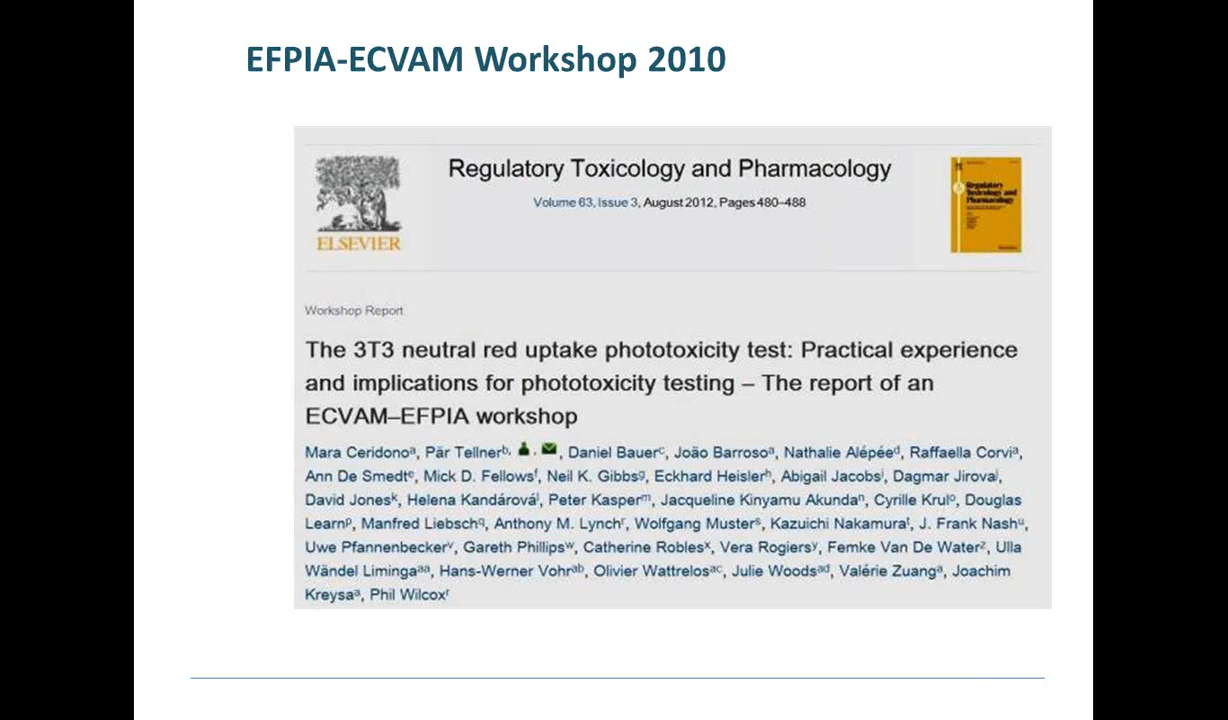 EFPIA-ECVAM Workshop 2010
Regulatory Toxicology and Pharmacology
Volume 63, Issue 3, August 2012, Pages 480–488
ELSEVIER
Regulatory
Toxicology and
Pharmacology
Workshop Report
The 3T3 neutral red uptake phototoxicity test: Practical experience
and implications for phototoxicity testing – The report of an
ECVAM–EFPIA workshop
Mara Ceridonoᵃ, Pär Tellnerᵇ, , Daniel Bauerᶜ, João Barrosoᵃ, Nathalie Alépéeᵈ, Raffaella Corviᵃ,
Ann De Smedtᵉ, Mick D. Fellowsᶠ, Neil K. Gibbsᵍ, Eckhard Heislerʰ, Abigail Jacobsⁱ, Dagmar Jirovaʲ,
David Jonesᵏ, Helena Kandárováˡ, Peter Kasperᵐ, Jacqueline Kinyamu Akundaⁿ, Cyrille Krulᵒ, Douglas
Learnᵖ, Manfred Liebschq, Anthony M. Lynchʳ, Wolfgang Musterˢ, Kazuichi Nakamuraᵗ, J. Frank Nashᵘ,
Uwe Pfannenbeckerᵛ, Gareth Phillipsʷ, Catherine Roblesˣ, Vera Rogiersʸ, Femke Van De Waterᶻ, Ulla
Wändel Limingaᵃᵃ, Hans-Werner Vohrᵃᵇ, Olivier Wattrelosᵃᶜ, Julie Woodsᵃᵈ, Valérie Zuangᵃ, Joachim
Kreysaᵃ, Phil Wilcoxʳ